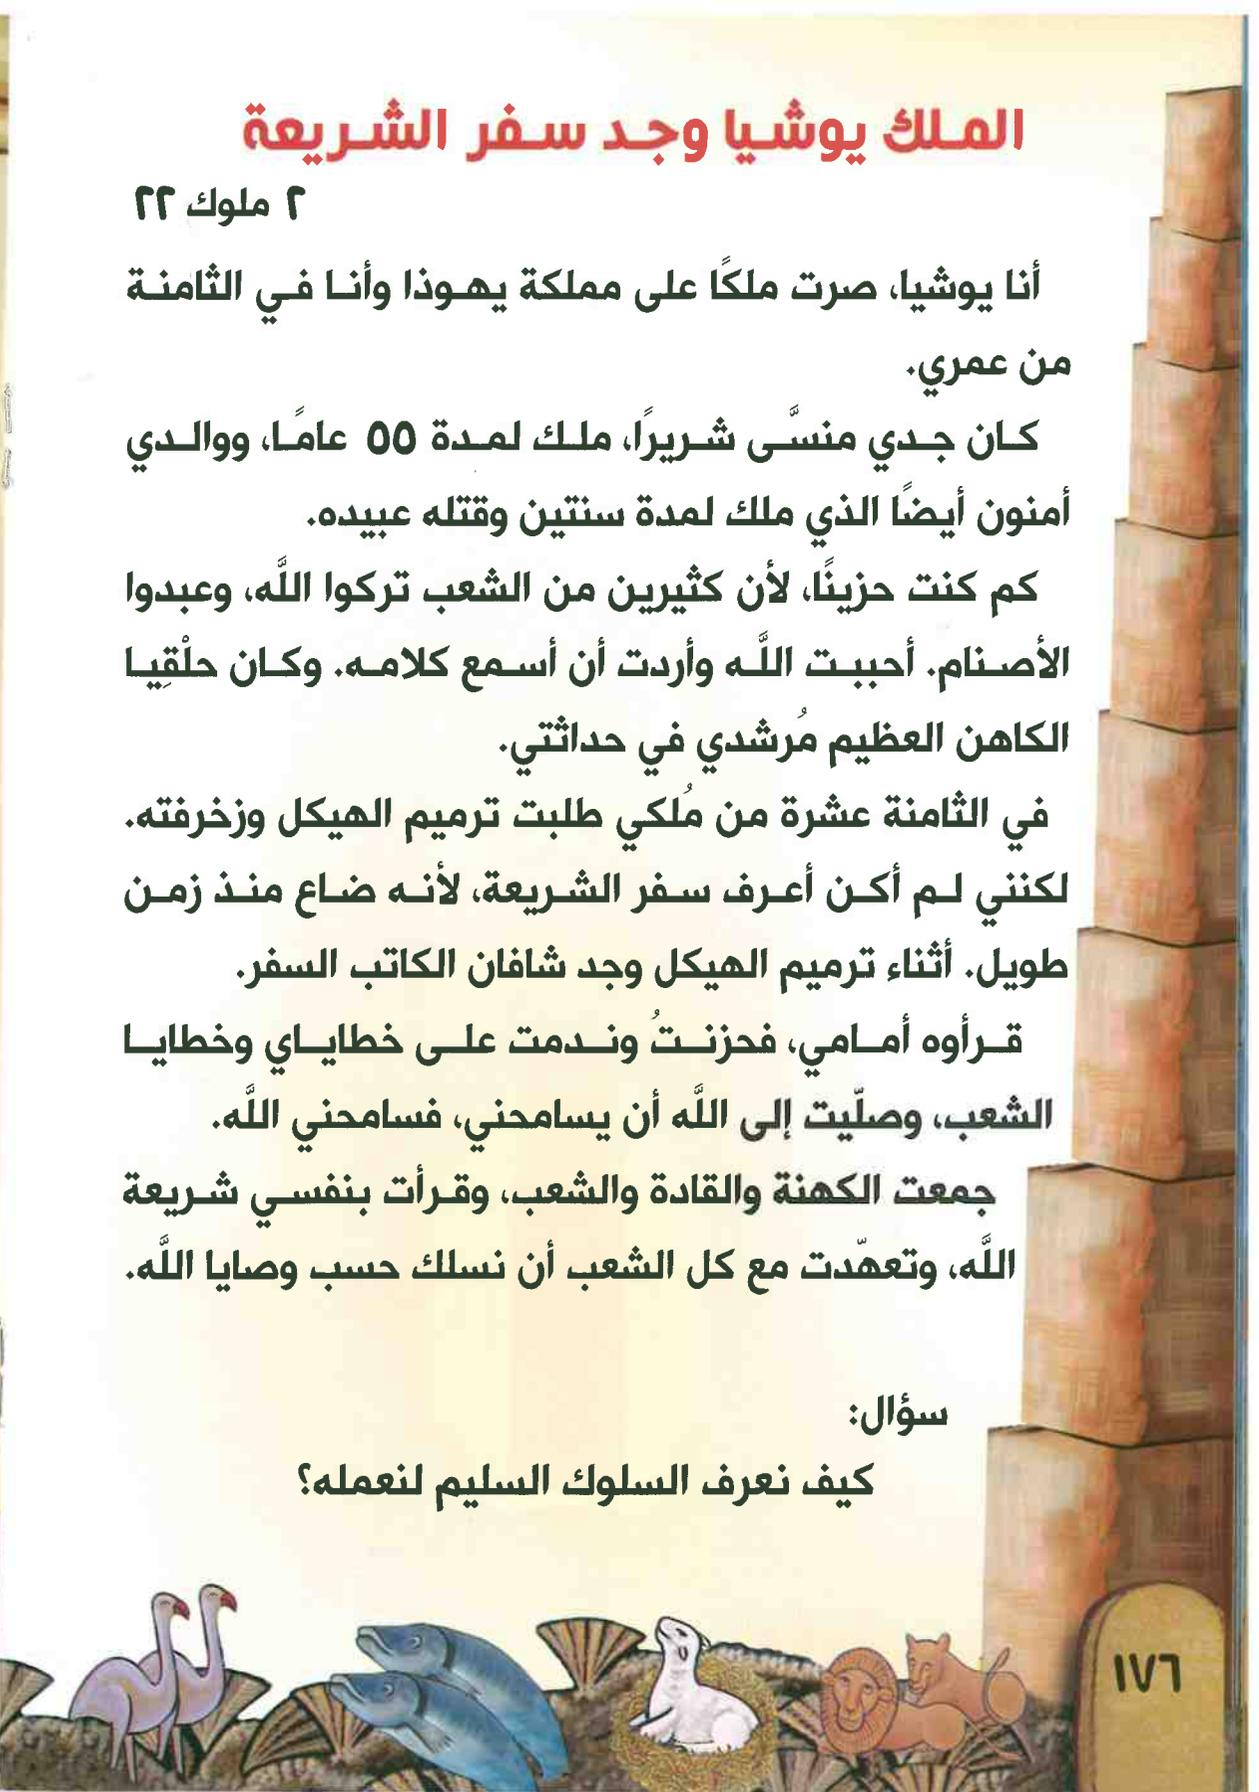 الملك يوشيا وجد سفر الشريعة
٢ ملوك ٢٢
أنا يوشيا، صرت ملكًا على مملكة يهوذا وأنا في الثامنة
من عمري.
كان جدي منسَّى شريرًا، ملك لمدة ٥٥ عامًا، ووالدي
أمنون أيضًا الذي ملك لمدة سنتين وقتله عبيده.
كم كنت حزينًا، لأن كثيرين من الشعب تركوا اللَّه، وعبدوا
الأصنام. أحببت اللَّه وأردت أن أسمع كلامه. وكان حلْقِيا
الكاهن العظيم مُرشدي في حداثتي.
في الثامنة عشرة من مُلكي طلبت ترميم الهيكل وزخرفته.
لكنني لم أكن أعرف سفر الشريعة، لأنه ضاع منذ زمن
طويل. أثناء ترميم الهيكل وجد شافان الكاتب السفر.
قرأوه أمامي، فحزنتُ وندمت على خطاياي وخطايا
الشعب، وصلّيت إلى اللَّه أن يسامحني، فسامحني اللَّه.
جمعت الكهنة والقادة والشعب، وقرأت بنفسي شريعة
اللَّه، وتعهّدت مع كل الشعب أن نسلك حسب وصايا اللَّه.
سؤال:
كيف نعرف السلوك السليم لنعمله؟
١٧٦